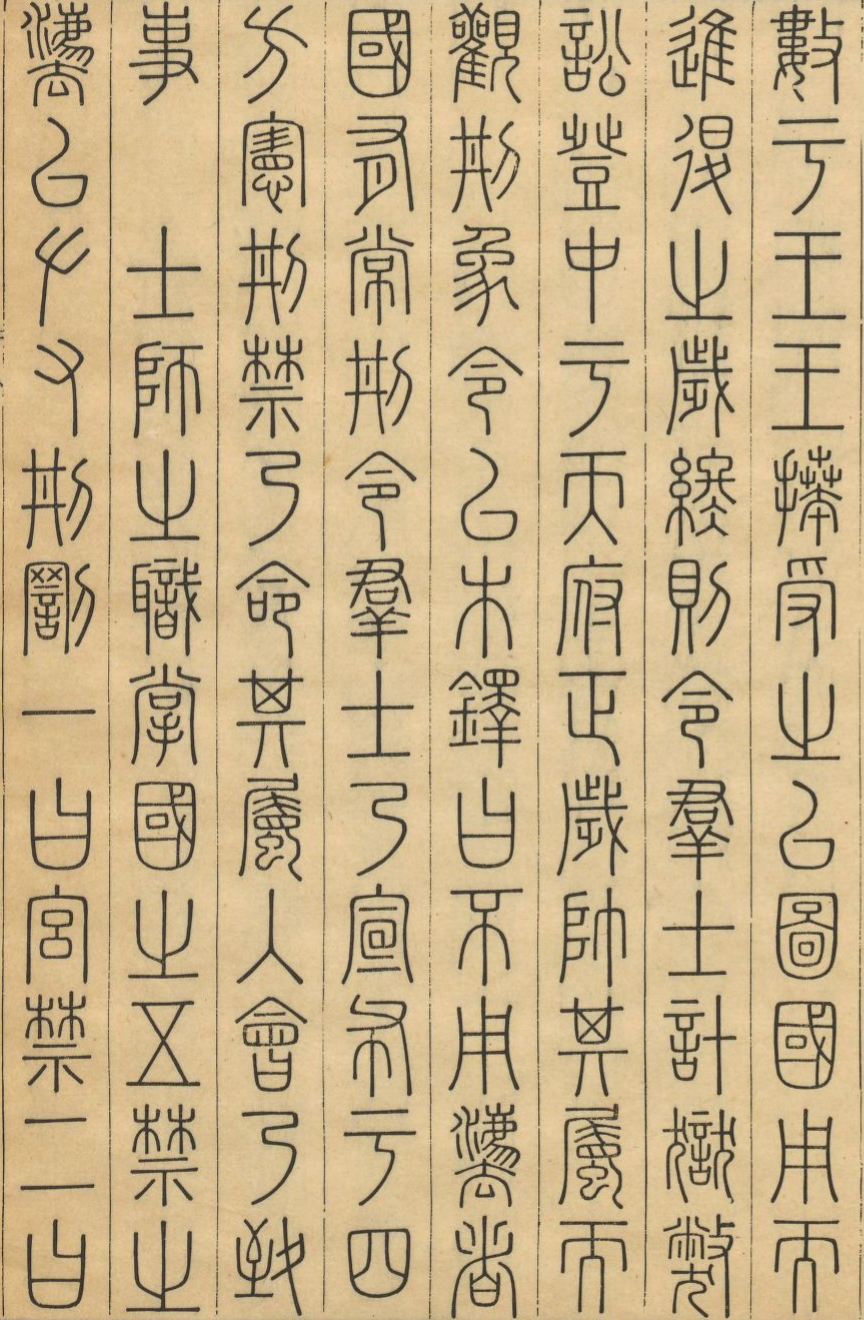 數于王王拜受之以圖國用而
進退之歲終則令羣士計獄弊
訟登中于天府正歲帥其屬而
觀刑象令以木鐸曰不用灋者
國有常刑令羣士乃宣布于四
方憲刑禁乃命其屬入會乃致
事　士師之職掌國之五禁之
灋以左右刑罰一曰宮禁二曰